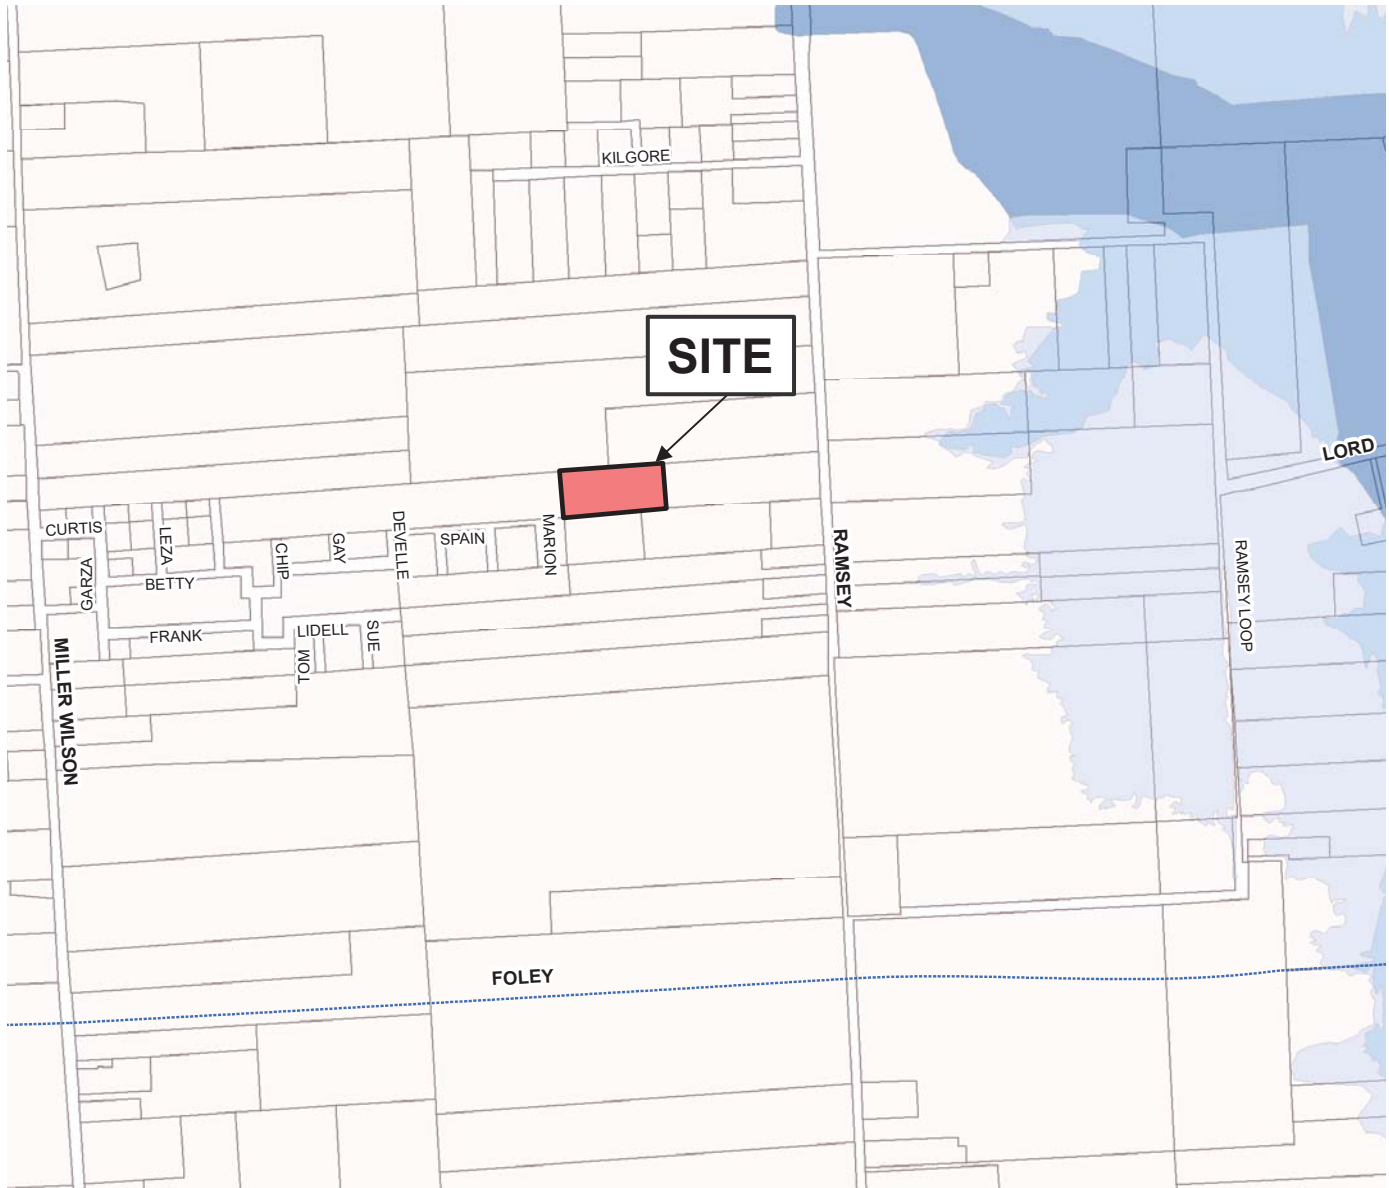 KILGORE
SITE
LORD
CURTIS
LEZA
GARZA
BETTY
CHIP
GAY
DEVELLE
SPAIN
MARION
RAMSEY
RAMSEY LOOP
FRANK
LIDELL
TOM
SUE
MILLER WILSON
FOLEY